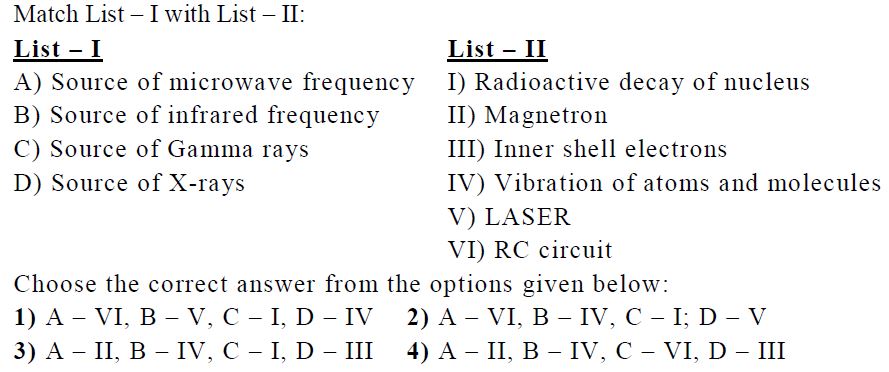 Match List – I with List – II:
List – I List – II
A) Source of microwave frequency I) Radioactive decay of nucleus
B) Source of infrared frequency II) Magnetron
C) Source of Gamma rays III) Inner shell electrons
D) Source of X-rays IV) Vibration of atoms and molecules
V) LASER
VI) RC circuit
Choose the correct answer from the options given below:
1) A – VI, B – V, C – I, D – IV 2) A – VI, B – IV, C – I; D – V
3) A – II, B – IV, C – I, D – III 4) A – II, B – IV, C – VI, D – III